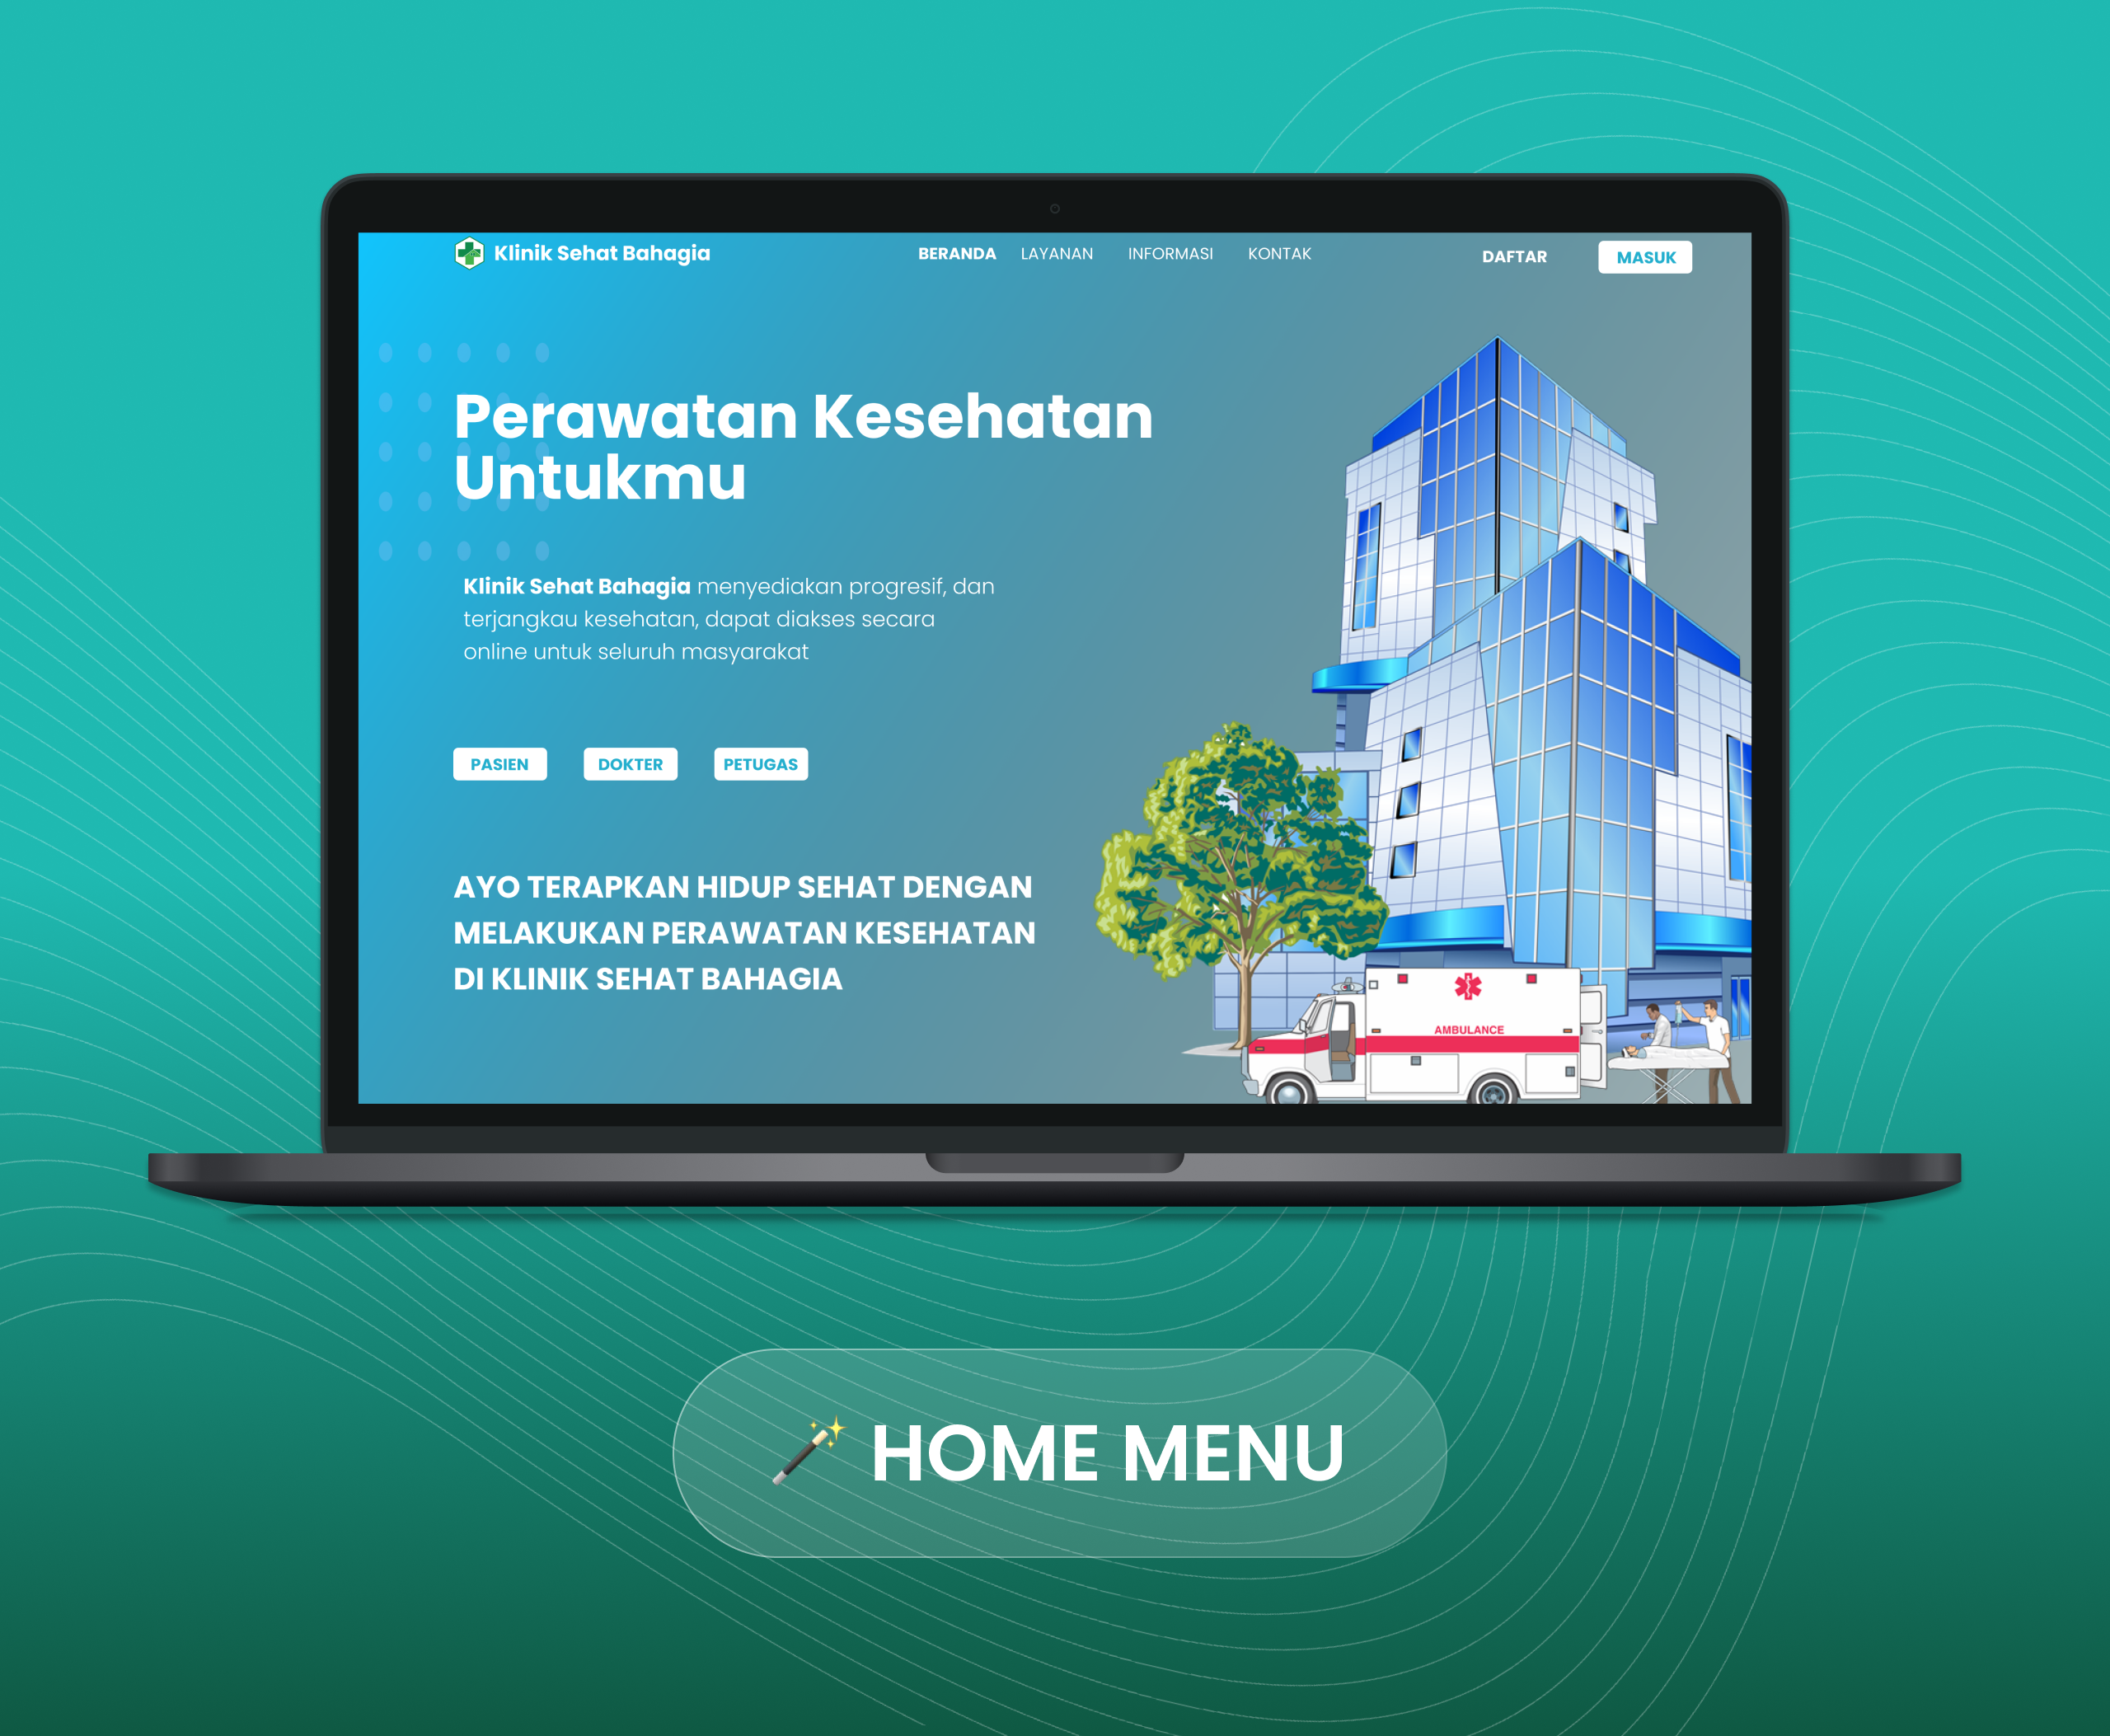 Klinik Sehat Bahagia
BERANDA LAYANAN INFORMASI KONTAK
DAFTAR MASUK
Perawatan Kesehatan
Untukmu
Klinik Sehat Bahagia menyediakan progresif, dan
terjangkau kesehatan, dapat diakses secara
online untuk seluruh masyarakat
PASIEN DOKTER PETUGAS
AYO TERAPKAN HIDUP SEHAT DENGAN
MELAKUKAN PERAWATAN KESEHATAN
DI KLINIK SEHAT BAHAGIA
AMBULANCE
HOME MENU